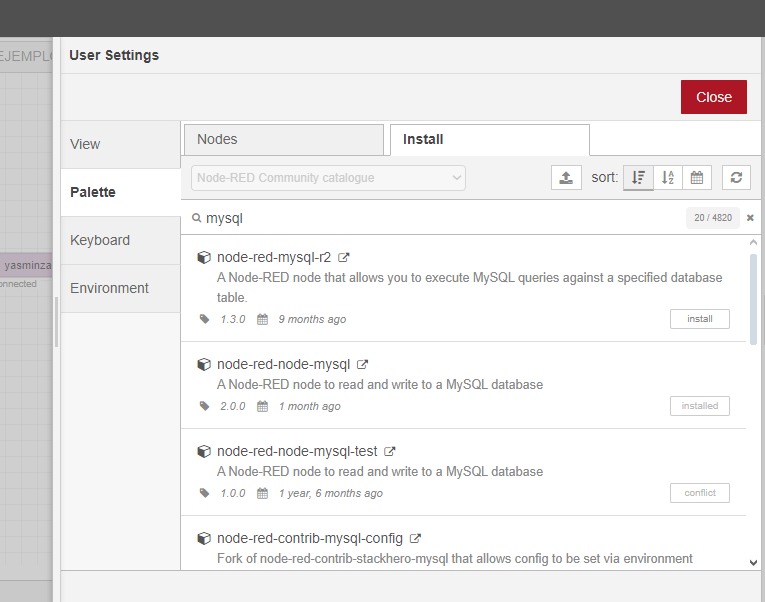 EJEMPLO
User Settings
Close
View
Nodes
Install
Node-RED Community catalogue
sort:
Palette
mysql
20 / 4820
Keyboard
Environment
yasminza
onnected
node-red-mysql-r2
A Node-RED node that allows you to execute MySQL queries against a specified database
table.
1.3.0
9 months ago
install
node-red-node-mysql
A Node-RED node to read and write to a MySQL database
2.0.0
1 month ago
installed
node-red-node-mysql-test
A Node-RED node to read and write to a MySQL database
1.0.0
1 year, 6 months ago
conflict
node-red-contrib-mysql-config
Fork of node-red-contrib-stackhero-mysql that allows config to be set via environment